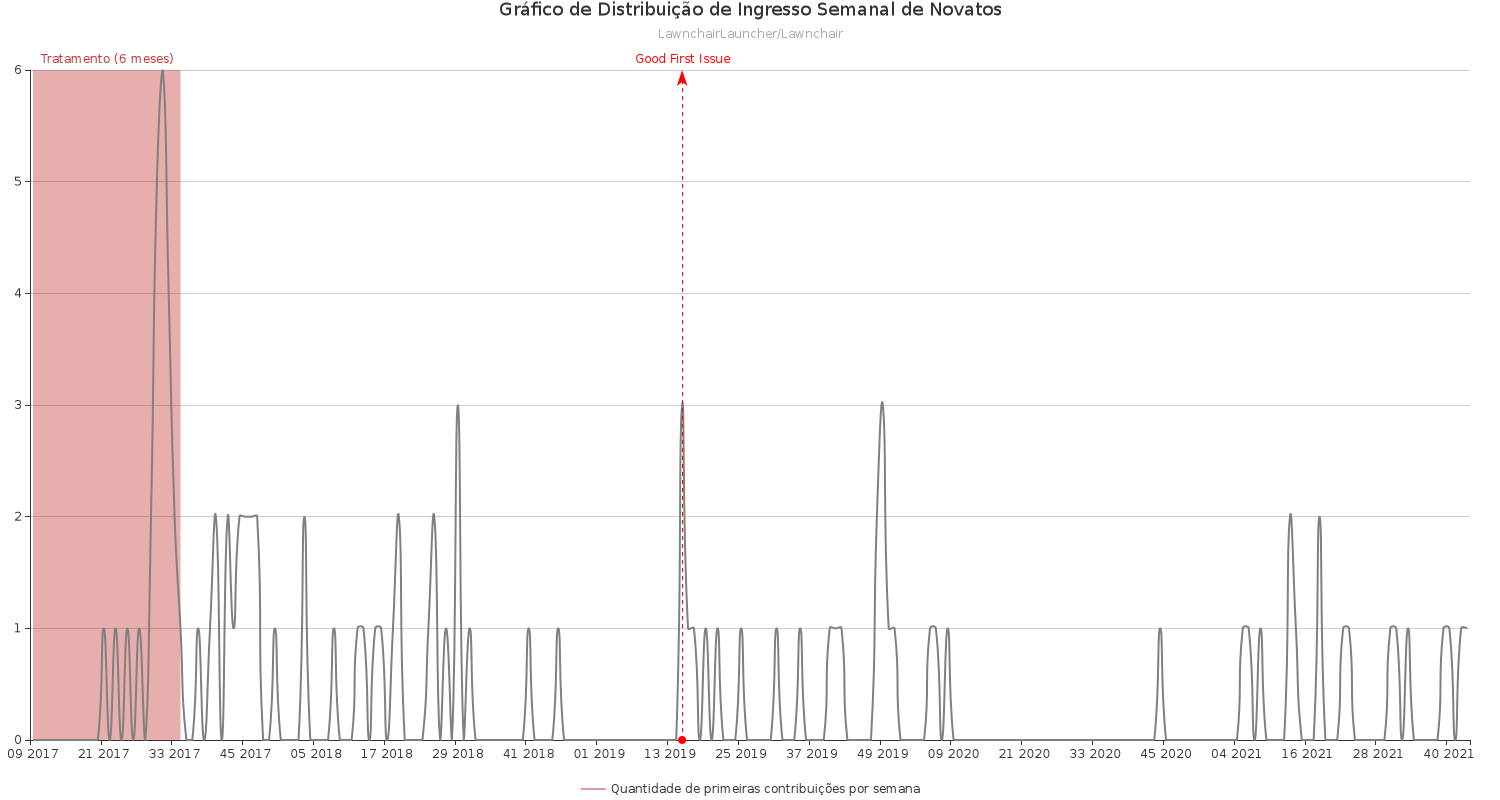 Gráfico de Distribuição de Ingresso Semanal de Novatos
LawnchairLauncher/Lawnchair
Tratamento (6 meses)
Good First Issue
6
5
4
3
2
1
0
09 2017 21 2017 33 2017 45 2017 05 2018 17 2018 29 2018 41 2018 01 2019 13 2019 25 2019 37 2019 49 2019 09 2020 21 2020 33 2020 45 2020 04 2021 16 2021 28 2021 40 2021
Quantidade de primeiras contribuições por semana